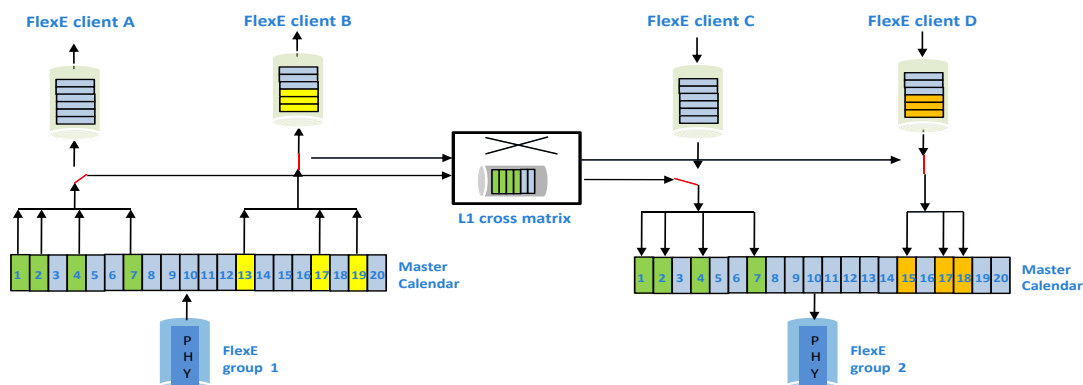 FlexE client A
FlexE client B
FlexE client C
FlexE client D
L1 cross matrix
1 2 3 4 5 6 7 8 9 10 11 12 13 14 15 16 17 18 19 20
Master
Calendar
1 2 3 4 5 6 7 8 9 10 11 12 13 14 15 16 17 18 19 20
Master
Calendar
P
H
Y
FlexE
group 1
P
H
Y
FlexE
group 2